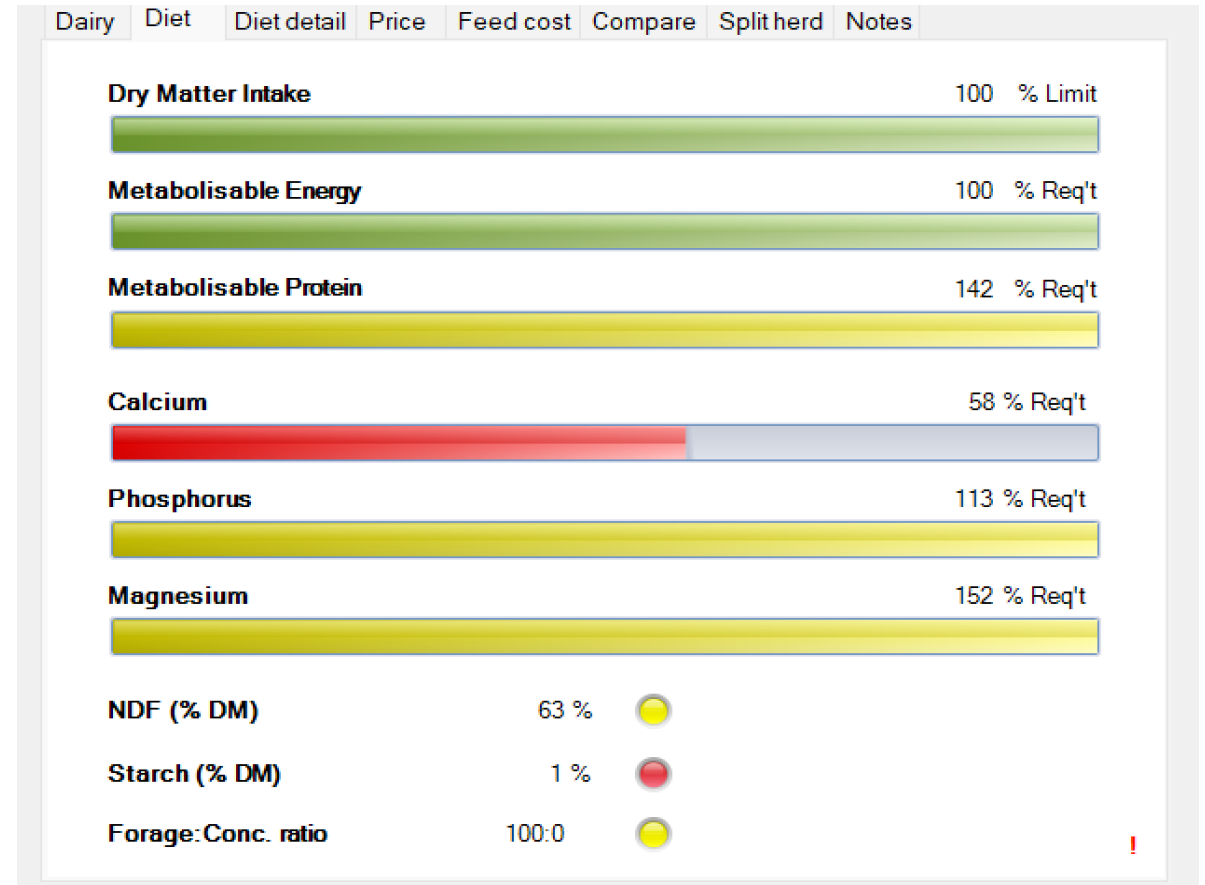 Dairy Diet Diet detail Price Feed cost Compare Split herd Notes
Dry Matter Intake 100 % Limit
Metabolisable Energy 100 % Req't
Metabolisable Protein 142 % Req't
Calcium 58 % Req't
Phosphorus 113 % Req't
Magnesium 152 % Req't
NDF (% DM) 63 %
Starch (% DM) 1 %
Forage:Conc. ratio 100:0
!